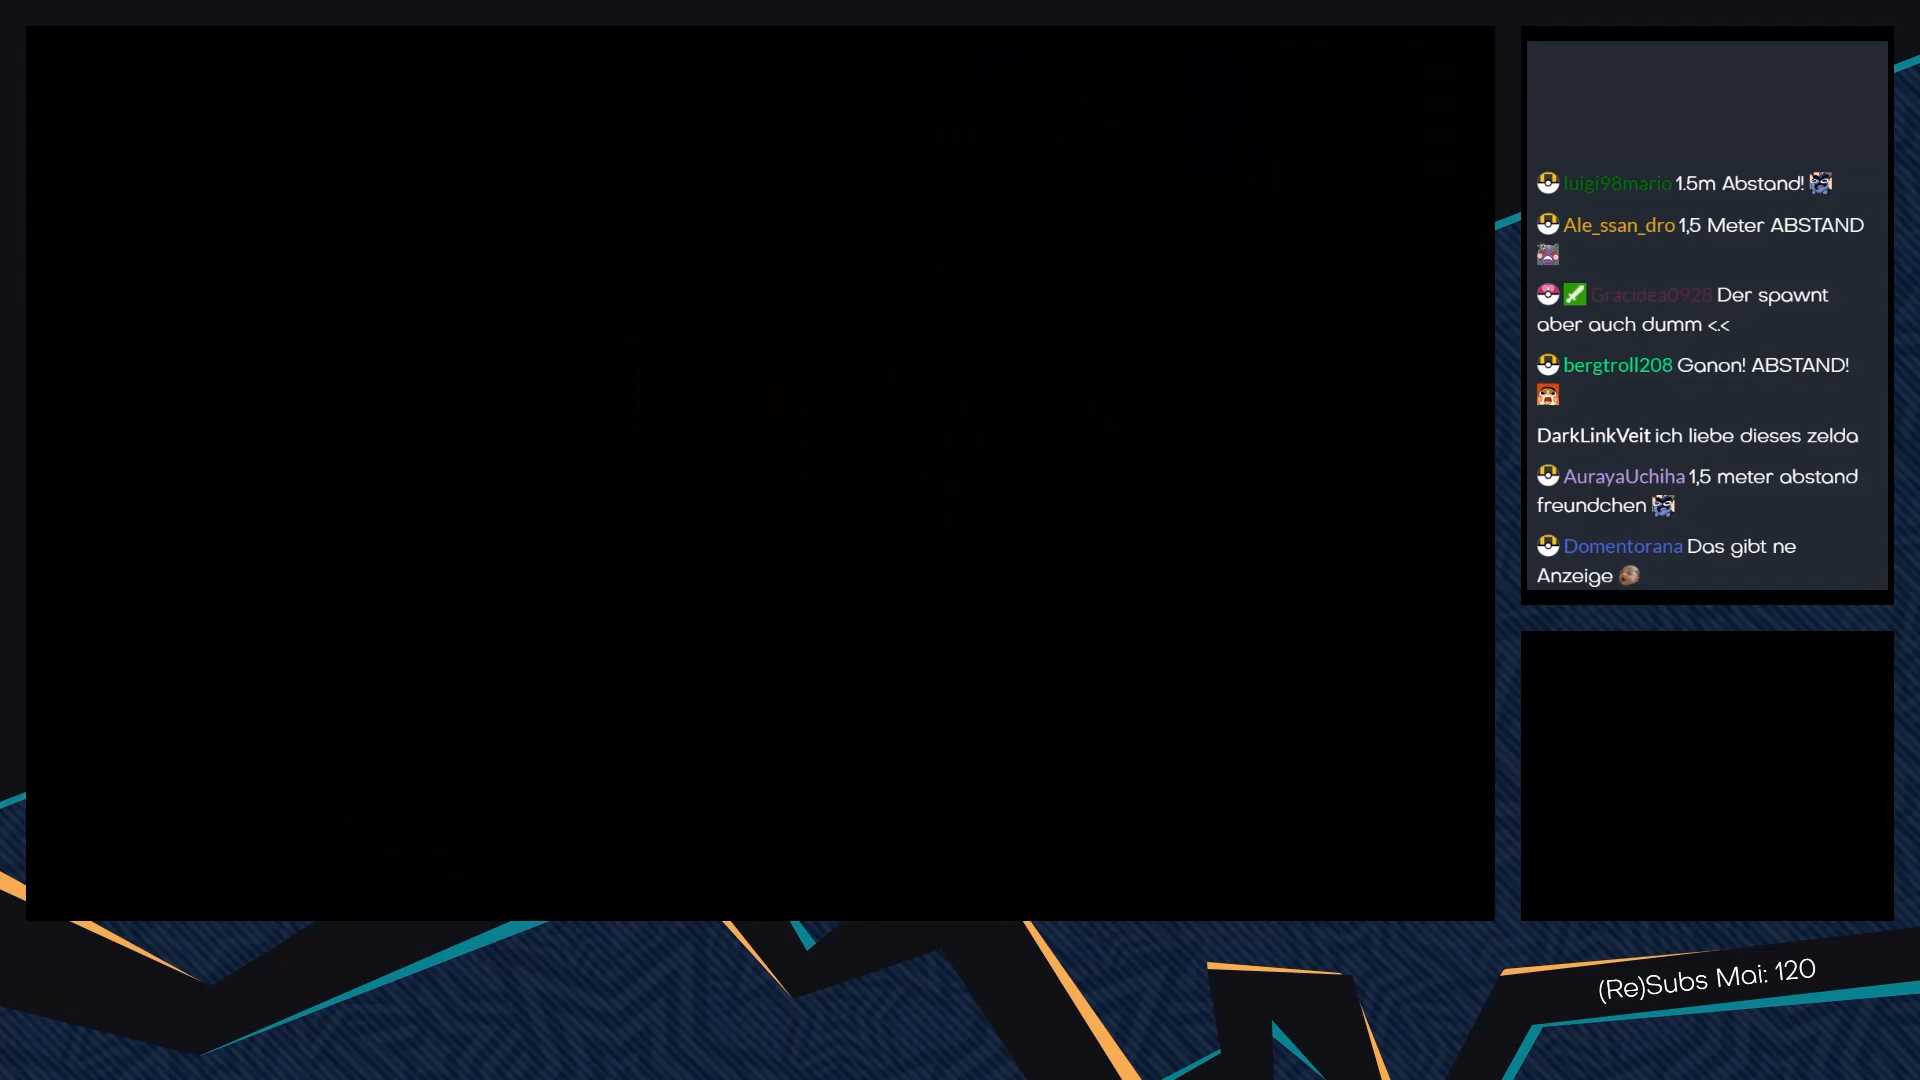 luigi98mario 1.5m Abstand!
Ale_ssan_dro 1,5 Meter ABSTAND
Gracidea0928 Der spawnt
aber auch dumm <.<
bergtroll208 Ganon! ABSTAND!
DarkLinkVeit ich liebe dieses zelda
AurayaUchiha 1,5 meter abstand
freundchen
Domentorana Das gibt ne
Anzeige
(Re)Subs Mai: 120